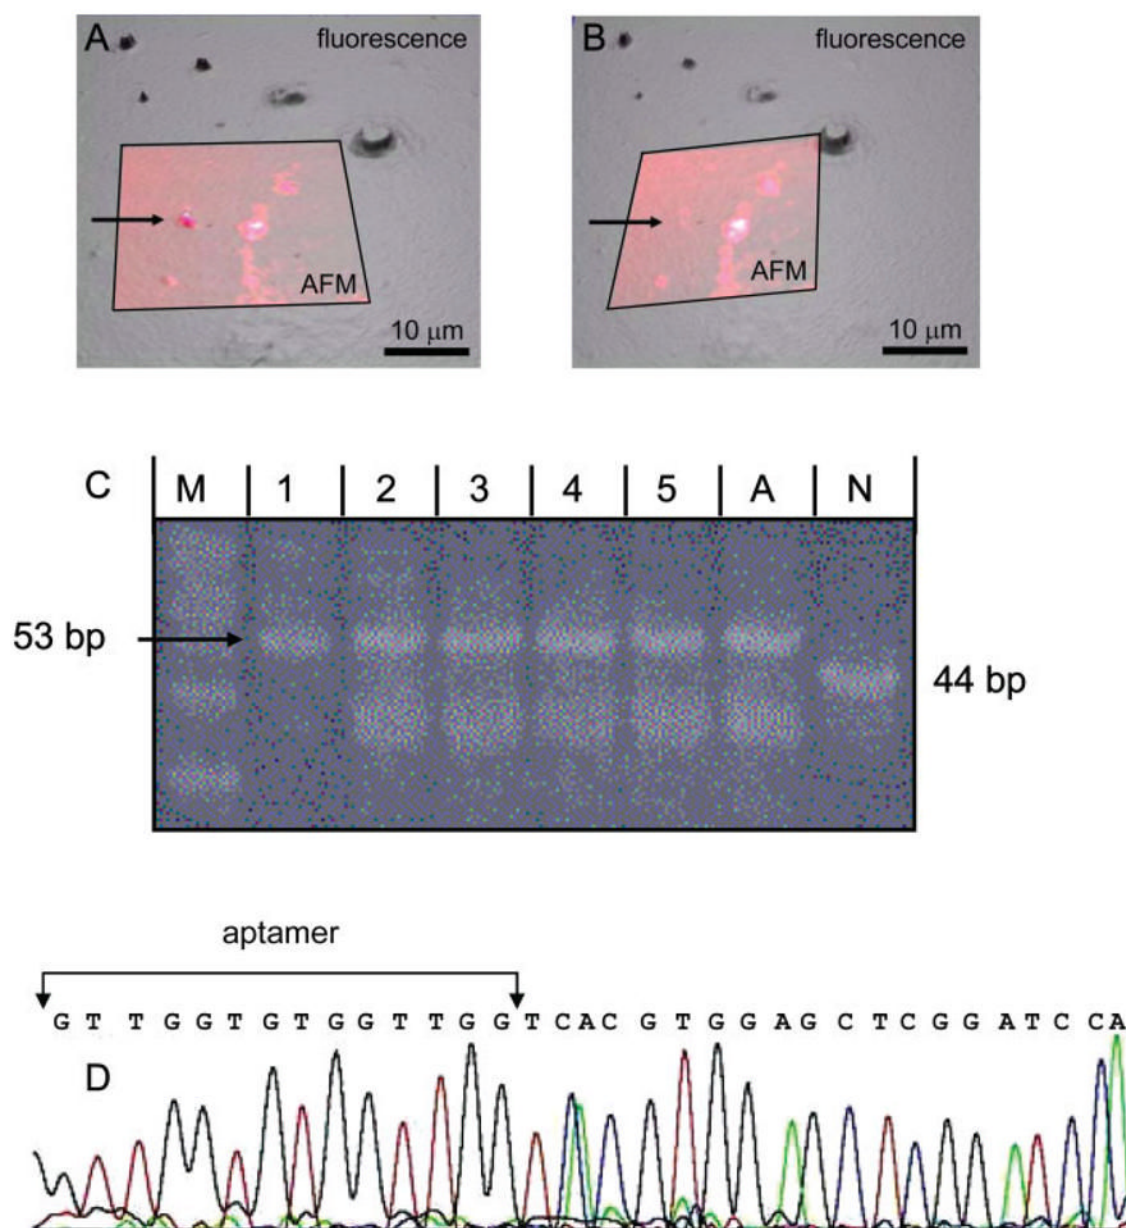 A fluorescence
AFM
10 μm
B fluorescence
AFM
10 μm
C M 1 2 3 4 5 A N
53 bp
44 bp
aptamer
G T T G G T G T G G T T G G T C A C G T G G A G C T C G G A T C C A
D